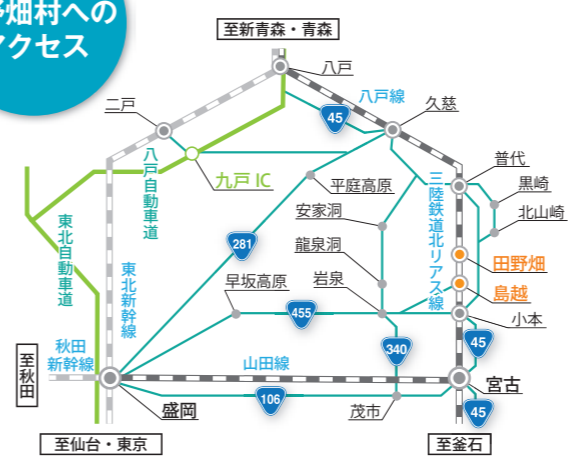 野畑村への
アクセス
至新青森・青森
八戸
八戸線
久慈
二戸
45
普代
黒崎
北山崎
九戸 IC
八戸自動車道
平庭高原
安家洞
三陸鉄道北リアス線
東北自動車道
281
龍泉洞
田野畑
東北新幹線
早坂高原
岩泉
島越
455
小本
秋田
新幹線
至秋田
山田線
340
45
盛岡
106
茂市
宮古
45
至仙台・東京
至釜石